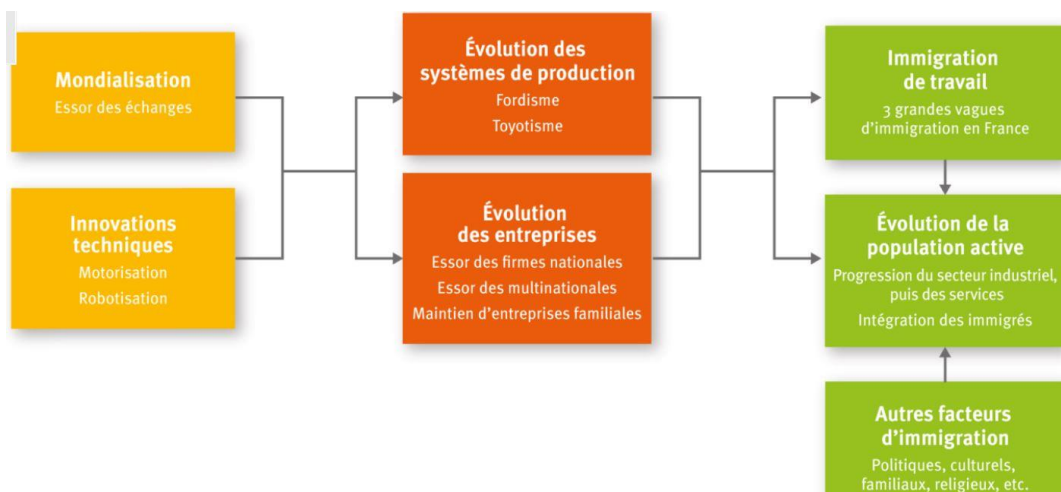 Mondialisation
Essor des échanges
Innovations
techniques
Motorisation
Robotisation
Évolution des
systèmes de production
Fordisme
Toyotisme
Évolution
des entreprises
Essor des firmes nationales
Essor des multinationales
Maintien d'entreprises familiales
Immigration
de travail
3 grandes vagues
d'immigration en France
Évolution de la
population active
Progression du secteur industriel,
puis des services
Intégration des immigrés
Autres facteurs
d'immigration
Politiques, culturels,
familiaux, religieux, etc.